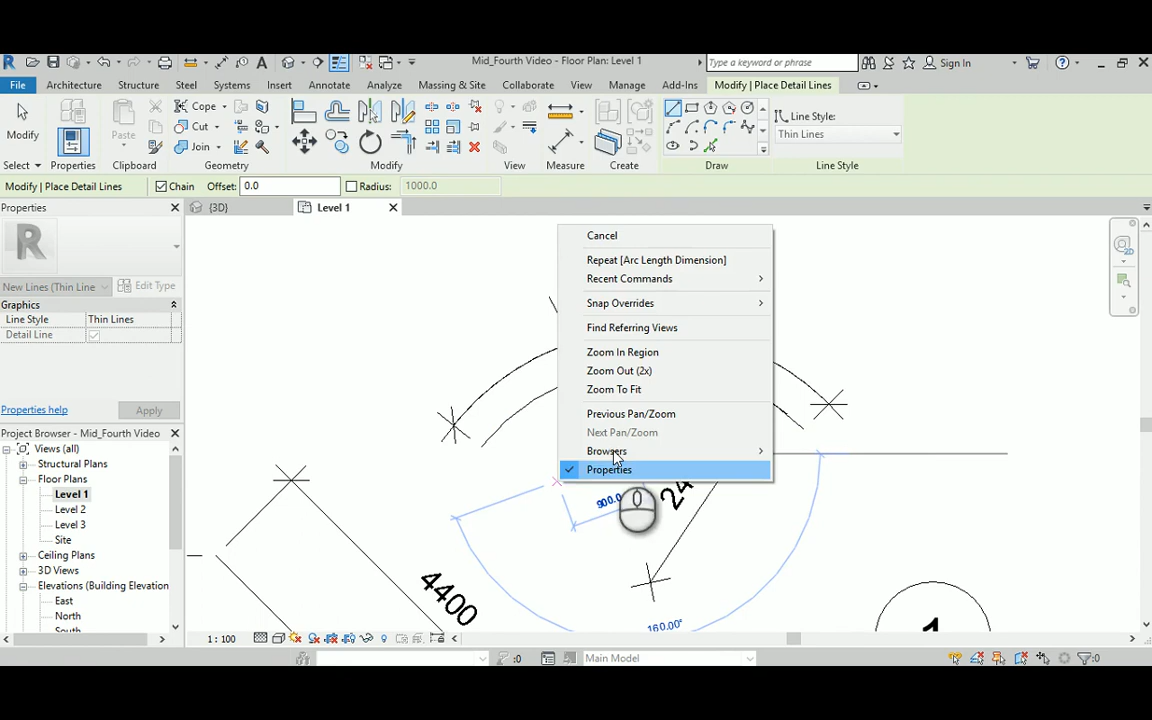 Mid_Fourth Video - Floor Plan: Level 1
Type a keyword or phrase
Sign In
File
Architecture
Structure
Steel
Systems
Insert
Annotate
Analyze
Massing & Site
Collaborate
View
Manage
Add-Ins
Modify | Place Detail Lines
Modify
Paste
Cope
Cut
Join
Line Style:
Thin Lines
Select
Properties
Clipboard
Geometry
Modify
View
Measure
Create
Draw
Line Style
Modify | Place Detail Lines
Chain
Offset:
0.0
Radius:
1000.0
Properties
{3D}
Level 1
R
New Lines (Thin Line
Edit Type
Graphics
Line Style
Thin Lines
Detail Line
Properties help
Apply
Project Browser - Mid_Fourth Video
Views (all)
Structural Plans
Floor Plans
Level 1
Level 2
Level 3
Site
Ceiling Plans
3D Views
Elevations (Building Elevation
East
North
South
Cancel
Repeat [Arc Length Dimension]
Recent Commands
Snap Overrides
Find Referring Views
Zoom In Region
Zoom Out (2x)
Zoom To Fit
Previous Pan/Zoom
Next Pan/Zoom
Browsers
Properties
900.0
4400
160.00°
1
1 : 100
:0
Main Model
:0